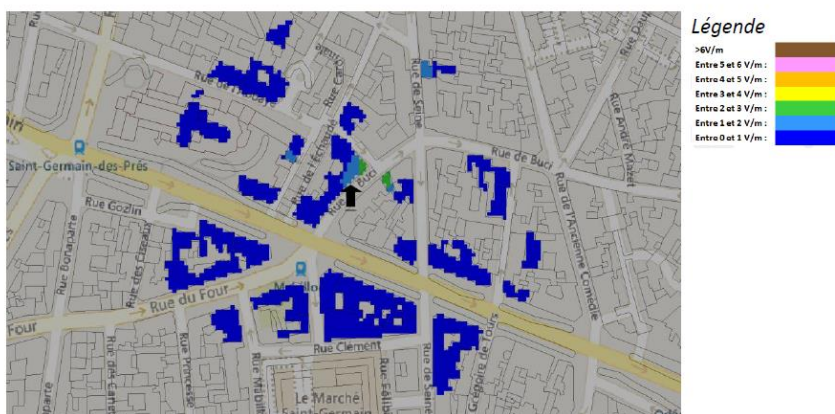 Légende
>6V/m
Entre 5 et 6 V/m :
Entre 4 et 5 V/m :
Entre 3 et 4 V/m :
Entre 2 et 3 V/m :
Entre 1 et 2 V/m :
Entre 0 et 1 V/m :
Rue de l'Abbaye
Rue de l'Échaudé
Rue de Seine
Rue de Buci
Rue André Mazet
Rue de l'Ancienne Comédie
Saint-Germain-des-Prés
Rue Gozlin
Rue Bonaparte
Rue des Ciseaux
Rue du Four
Four
Rue Clément
Rue Princesse
Rue de Seine
Grégoire de Tours
Le Marché
Saint-Germain